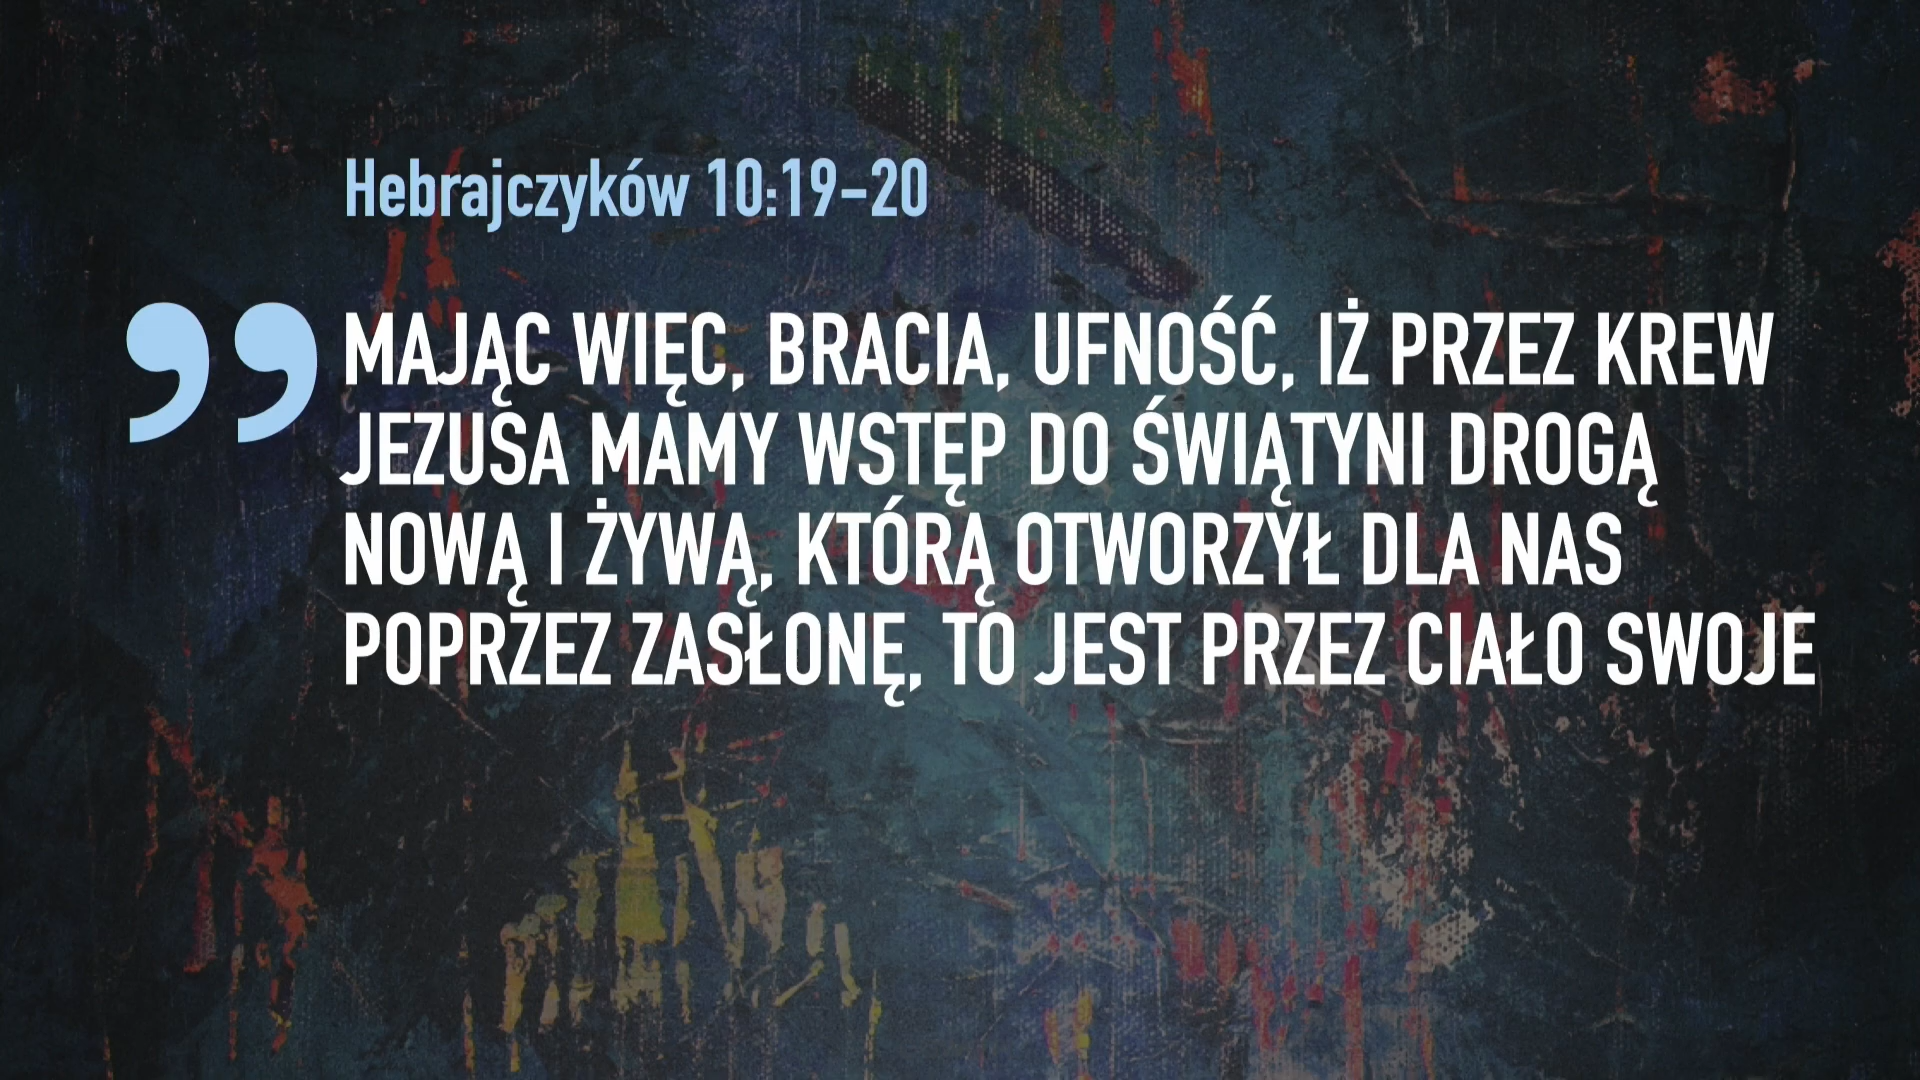 Hebrajczyków 10:19-20
” MAJĄC WIĘC, BRACIA, UFNOŚĆ, IŻ PRZEZ KREW
JEZUSA MAMY WSTĘP DO ŚWIĄTYNI DROGĄ
NOWĄ I ŻYWĄ, KTÓRĄ OTWORZYŁ DLA NAS
POPRZEZ ZASŁONĘ, TO JEST PRZEZ CIAŁO SWOJE